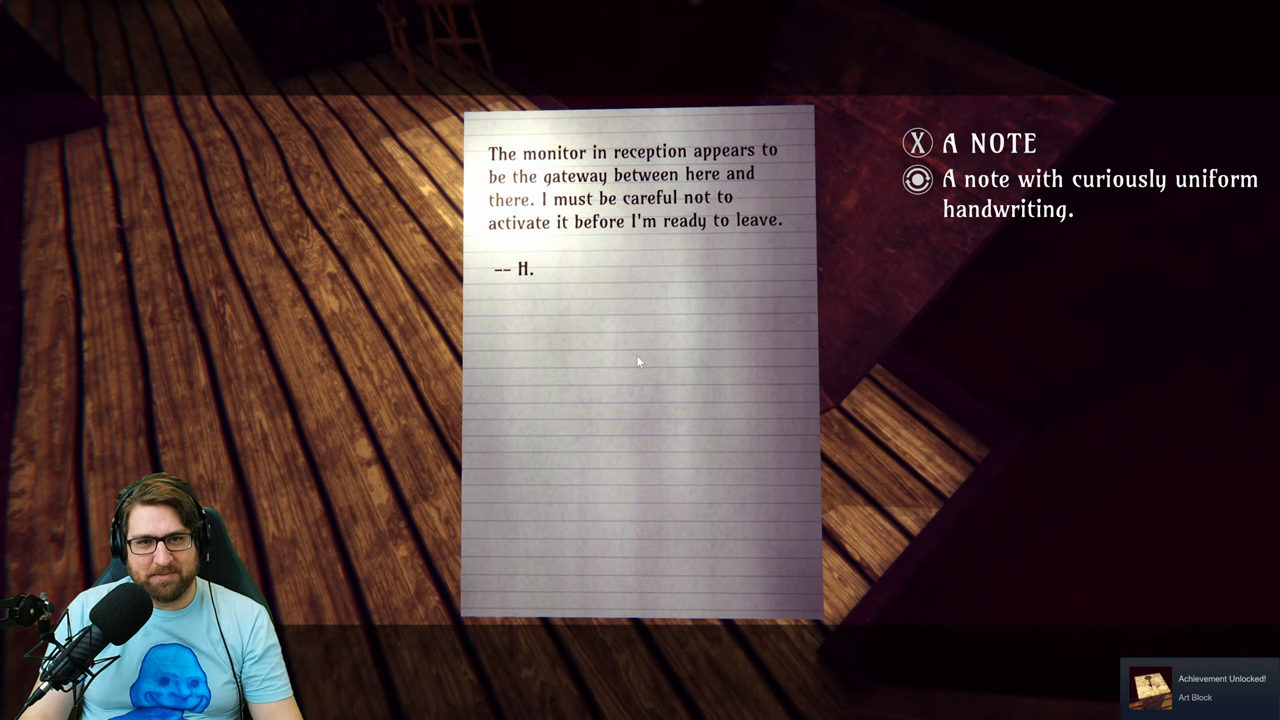 The monitor in reception appears to
be the gateway between here and
there. I must be careful not to
activate it before I'm ready to leave.
-- H.
X A NOTE
A note with curiously uniform
handwriting.
Achievement Unlocked!
Art Block